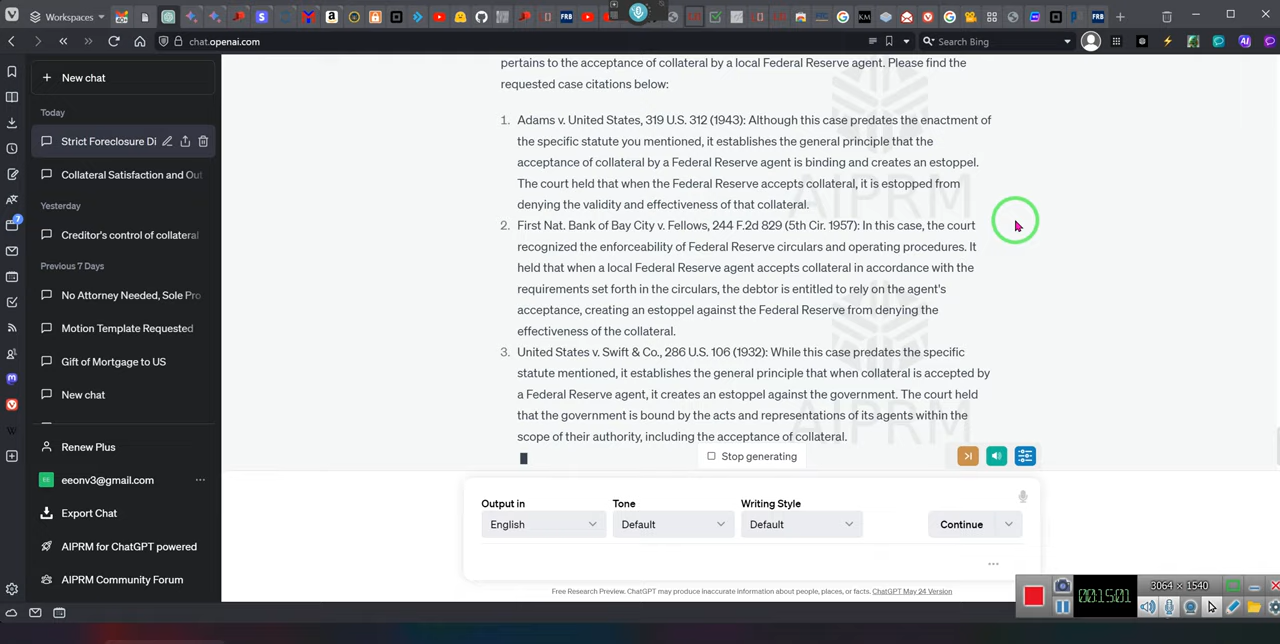 Workspaces
chat.openai.com
Search Bing
New chat
Today
Strict Foreclosure Di
Collateral Satisfaction and Out
Yesterday
Creditor's control of collateral
Previous 7 Days
No Attorney Needed, Sole Pro
Motion Template Requested
Gift of Mortgage to US
New chat
Renew Plus
eeonv3@gmail.com
Export Chat
AIPRM for ChatGPT powered
AIPRM Community Forum
pertains to the acceptance of collateral by a local Federal Reserve agent. Please find the
requested case citations below:
1. Adams v. United States, 319 U.S. 312 (1943): Although this case predates the enactment of
the specific statute you mentioned, it establishes the general principle that the
acceptance of collateral by a Federal Reserve agent is binding and creates an estoppel.
The court held that when the Federal Reserve accepts collateral, it is estopped from
denying the validity and effectiveness of that collateral.
2. First Nat. Bank of Bay City v. Fellows, 244 F.2d 829 (5th Cir. 1957): In this case, the court
recognized the enforceability of Federal Reserve circulars and operating procedures. It
held that when a local Federal Reserve agent accepts collateral in accordance with the
requirements set forth in the circulars, the debtor is entitled to rely on the agent's
acceptance, creating an estoppel against the Federal Reserve from denying the
effectiveness of the collateral.
3. United States v. Swift & Co., 286 U.S. 106 (1932): While this case predates the specific
statute mentioned, it establishes the general principle that when collateral is accepted by
a Federal Reserve agent, it creates an estoppel against the government. The court held
that the government is bound by the acts and representations of its agents within the
scope of their authority, including the acceptance of collateral.
AIPRM
AIPRM
Stop generating
Output in
Tone
Writing Style
English
Default
Default
Continue
Free Research Preview. ChatGPT may produce inaccurate information about people, places, or facts. ChatGPT May 24 Version
00:15:01
3064 x 1540